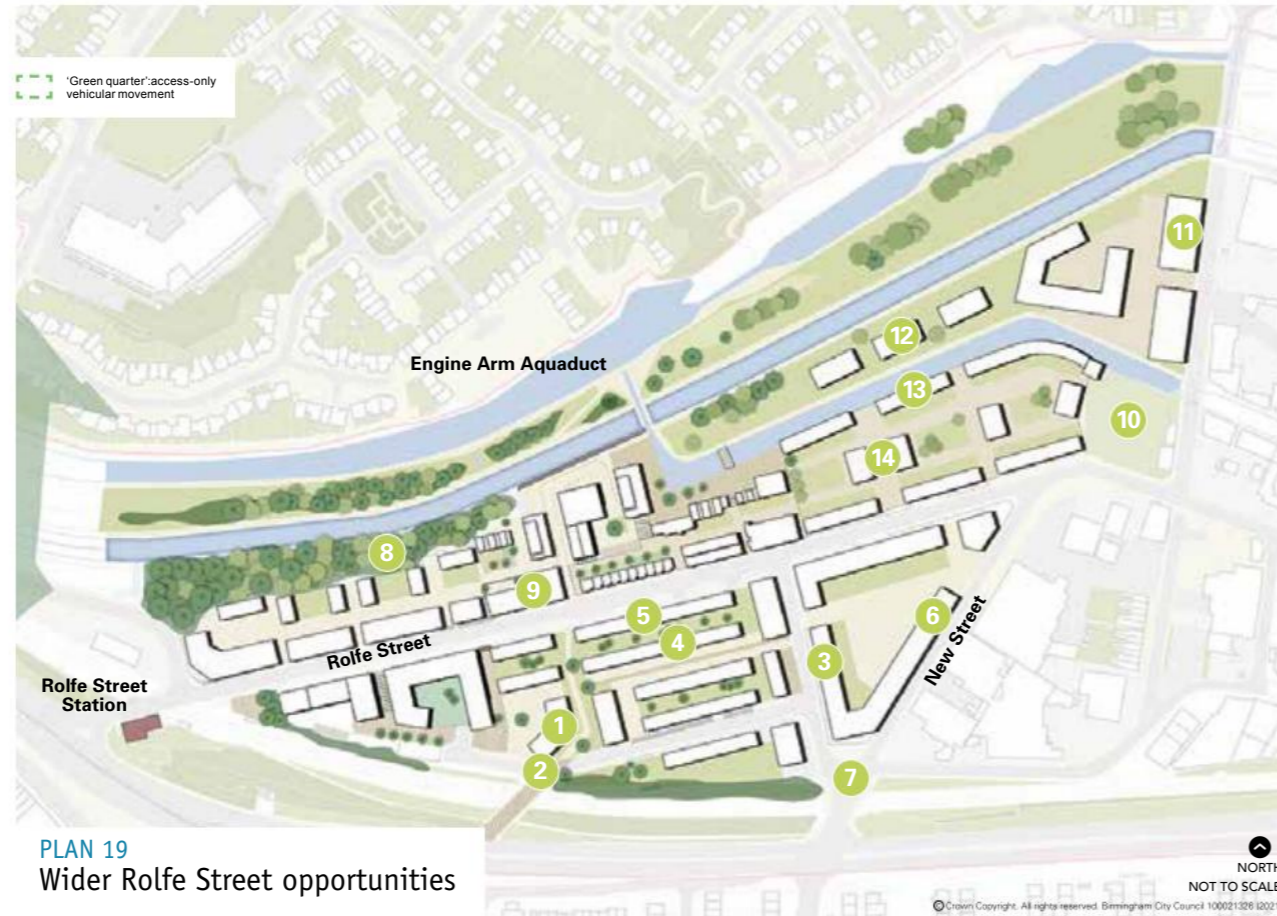 'Green quarter':access-only
vehicular movement
Engine Arm Aquaduct
11
12
13
10
14
8
9
5
6
4
3
Rolfe Street
New Street
Rolfe Street
Station
1
2
7
PLAN 19
Wider Rolfe Street opportunities
NORTH
NOT TO SCALE
© Crown Copyright. All rights reserved. Birmingham City Council 100021326 (2021